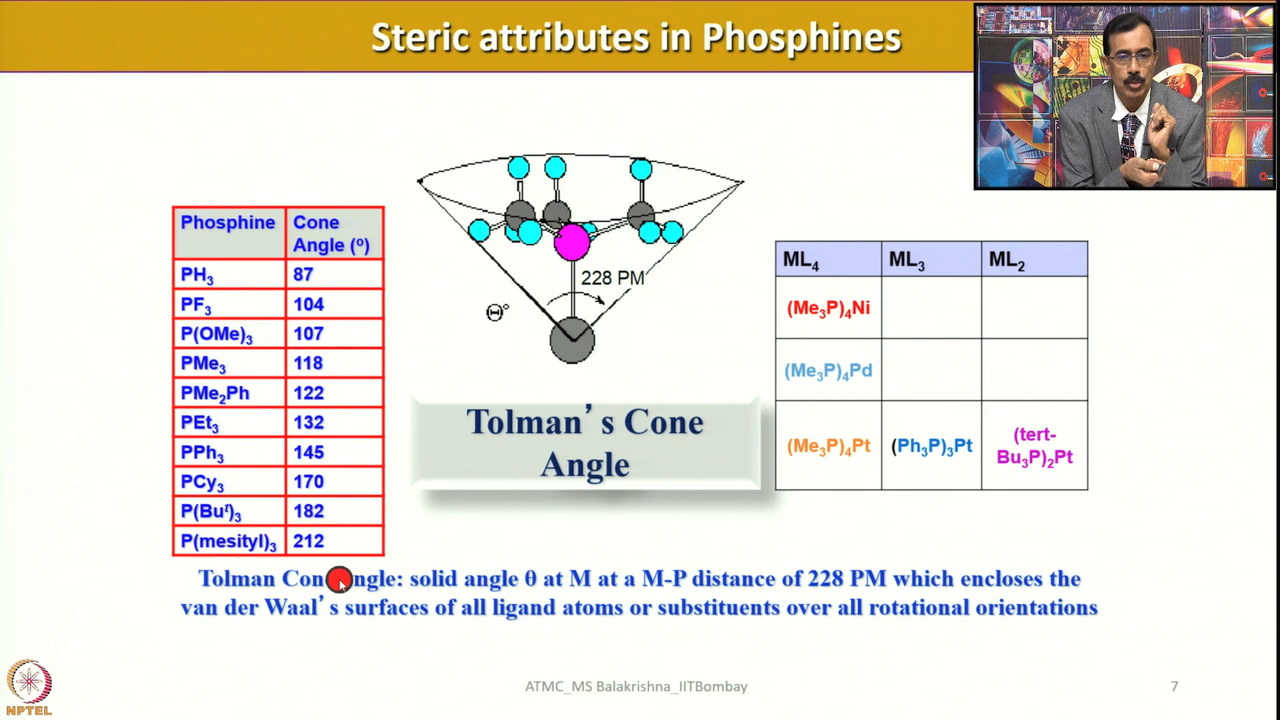 Steric attributes in Phosphines
Phosphine Cone Angle (º)
PH₃ 87
PF₃ 104
P(OMe)₃ 107
PMe₃ 118
PMe₂Ph 122
PEt₃ 132
PPh₃ 145
PCy₃ 170
P(Buᵗ)₃ 182
P(mesityl)₃ 212
228 PM
Θ°
Tolman's Cone
Angle
ML₄ ML₃ ML₂
(Me₃P)₄Ni
(Me₃P)₄Pd
(Me₃P)₄Pt (Ph₃P)₃Pt (tert-Bu₃P)₂Pt
Tolman Con ngle: solid angle θ at M at a M-P distance of 228 PM which encloses the
van der Waal's surfaces of all ligand atoms or substituents over all rotational orientations
NPTEL
ATMC_MS Balakrishna_IITBombay
7